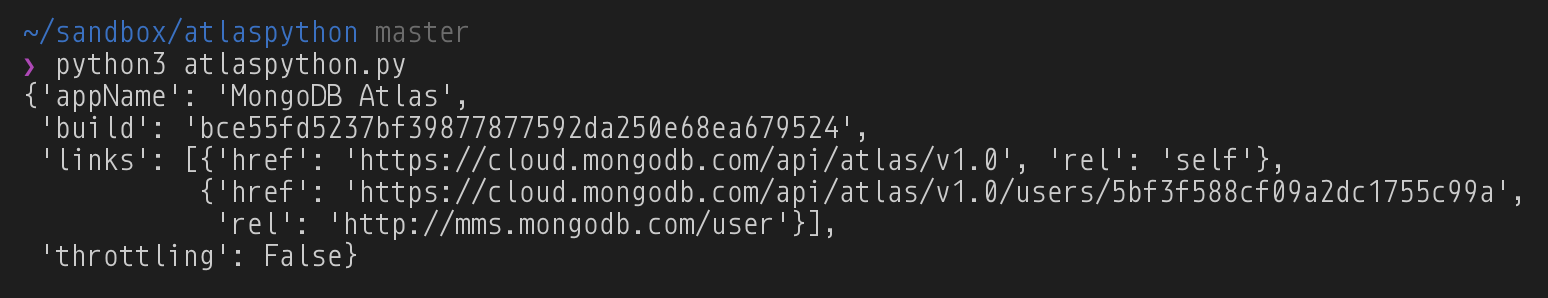 ~/sandbox/atlaspython master
❯ python3 atlaspython.py
{'appName': 'MongoDB Atlas',
 'build': 'bce55fd5237bf39877877592da250e68ea679524',
 'links': [{'href': 'https://cloud.mongodb.com/api/atlas/v1.0', 'rel': 'self'},
           {'href': 'https://cloud.mongodb.com/api/atlas/v1.0/users/5bf3f588cf09a2dc1755c99a',
            'rel': 'http://mms.mongodb.com/user'}],
 'throttling': False}